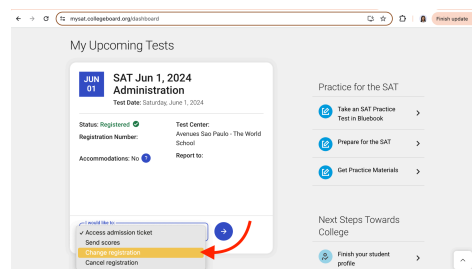 mysat.collegeboard.org/dashboard
Finish update
My Upcoming Tests
JUN
01
SAT Jun 1, 2024
Administration
Test Date: Saturday, June 1, 2024
Status: Registered
Registration Number:
Accommodations: No ?
Test Center:
Avenues Sao Paulo - The World
School
Report to:
I would like to:
✓ Access admission ticket
Send scores
Change registration
Cancel registration
Practice for the SAT
Take an SAT Practice
Test in Bluebook
Prepare for the SAT
Get Practice Materials
Next Steps Towards
College
Finish your student
profile